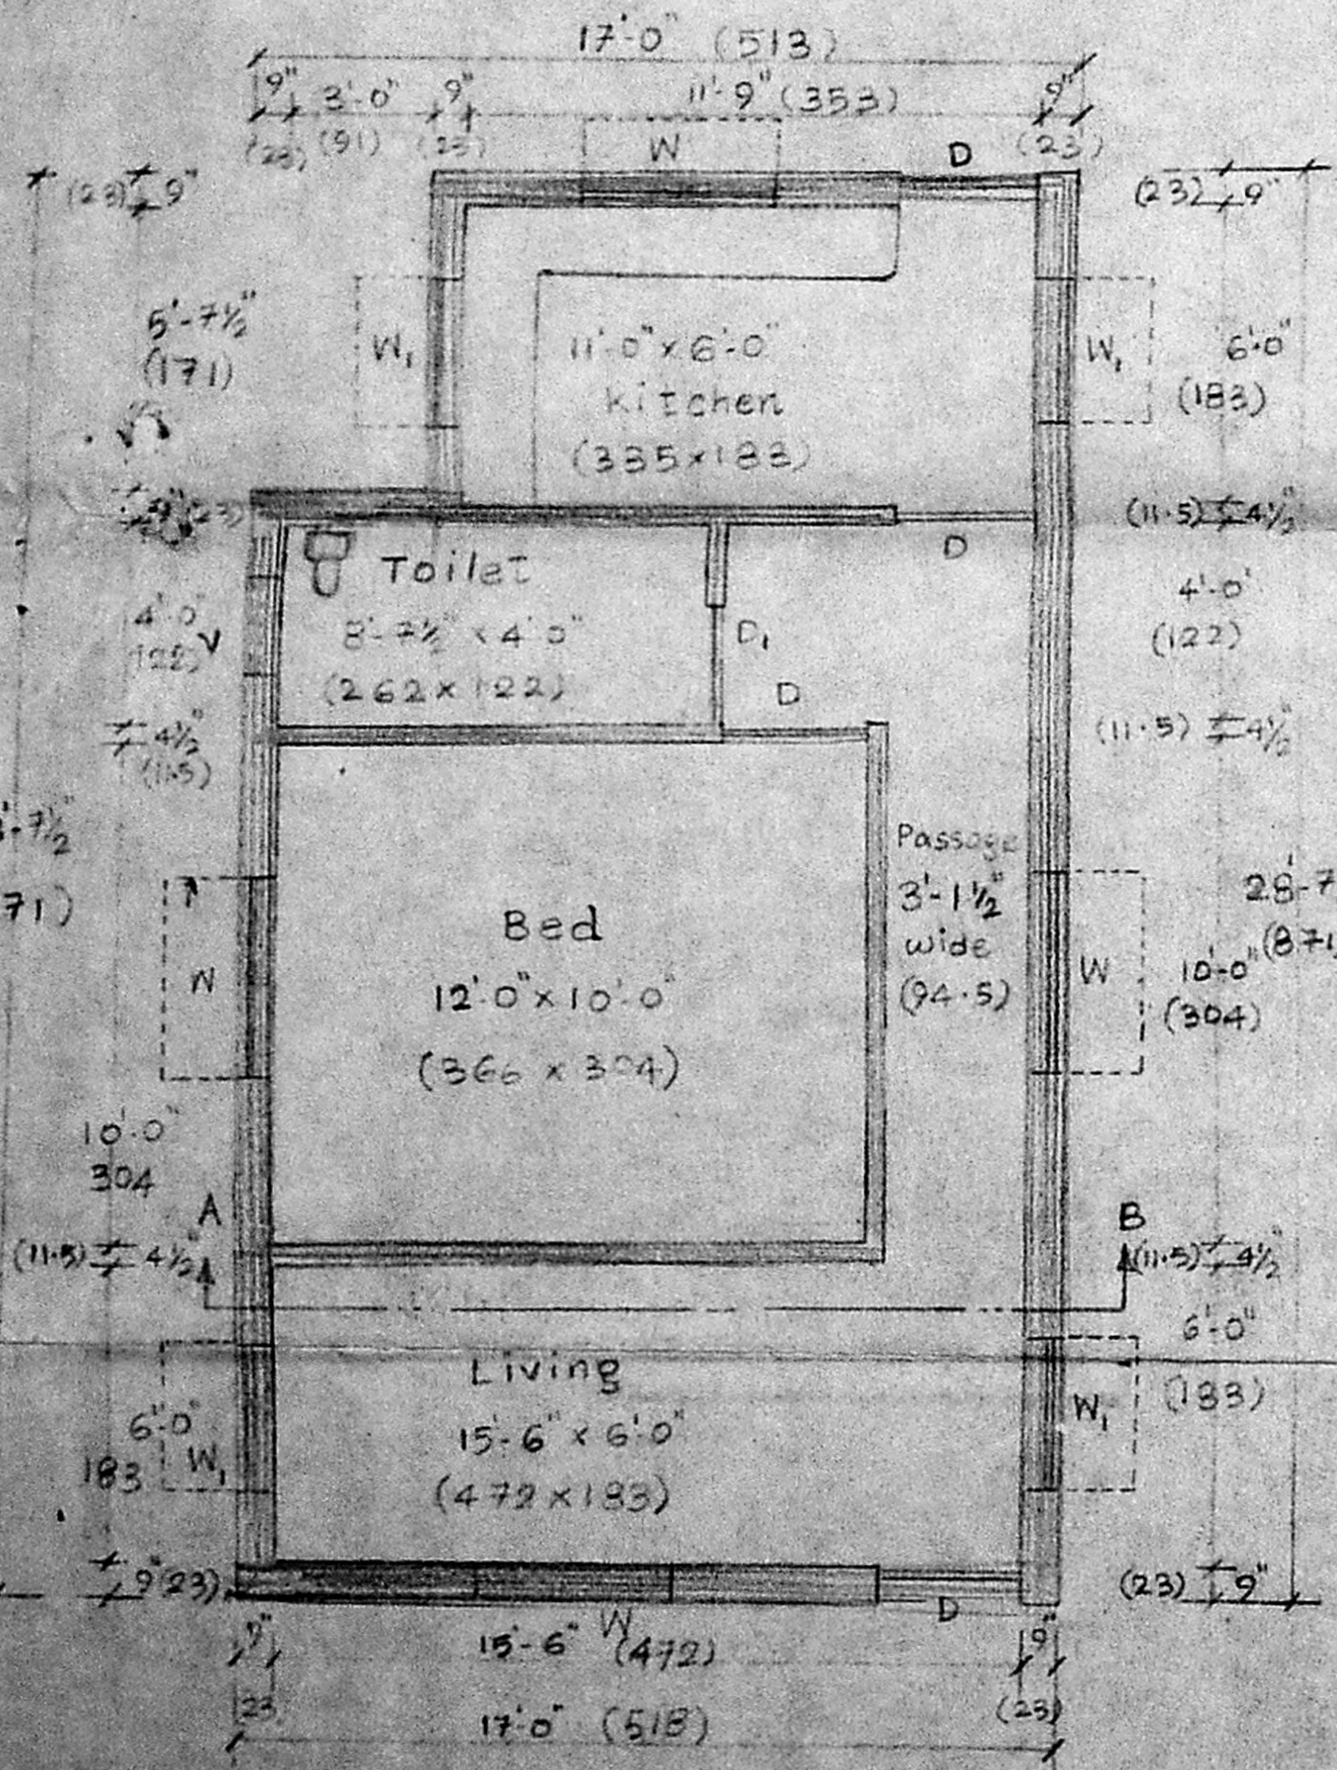 17'-0" (513)
9" 3'-0" 9" 11'-9" (353) 9"
(23) (91) (23) W D (23)
(23) 9" (23) 9"
5'-7½"
(171)
W₁ 11'-0" x 6'-0" W₁ 6'-0"
Kitchen (183)
(335x183)
(23) (11.5) 4½"
D
Toilet
4'-0" 8'-7½" x 4'-0" D₁ 4'-0"
(122) V (262x122) D (122)
4½" (11.5) 4½"
(11.5)
-7½"
71)
Passage
3'-1½"
wide
(94.5)
Bed
12'-0" x 10'-0"
(366 x 304)
W W 10'-0"
(304)
28'-7
(871
10'-0"
304
A B
(11.5) 4½" (11.5) 4½"
Living 6'-0"
15'-6" x 6'-0" W₁ (183)
6'-0"
183 W₁ (472x183)
9"(23) (23) 9"
W D
9" 15'-6" (472) 9"
23 17'-0" (518) (23)